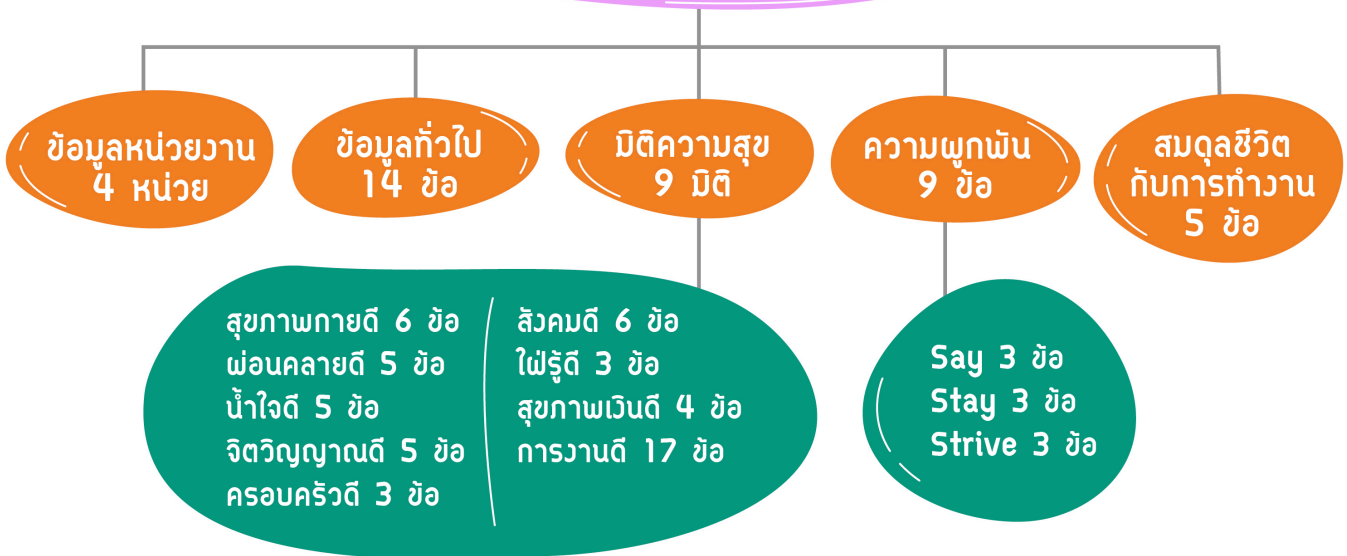 ข้อมูลหน่วยงาน
4 หน่วย
ข้อมูลทั่วไป
14 ข้อ
มิติความสุข
9 มิติ
ความผูกพัน
9 ข้อ
สมดุลชีวิต
กับการทำงาน
5 ข้อ
สุขภาพกายดี 6 ข้อ
ผ่อนคลายดี 5 ข้อ
น้ำใจดี 5 ข้อ
จิตวิญญาณดี 5 ข้อ
ครอบครัวดี 3 ข้อ
สังคมดี 6 ข้อ
ใฝ่รู้ดี 3 ข้อ
สุขภาพเงินดี 4 ข้อ
การงานดี 17 ข้อ
Say 3 ข้อ
Stay 3 ข้อ
Strive 3 ข้อ